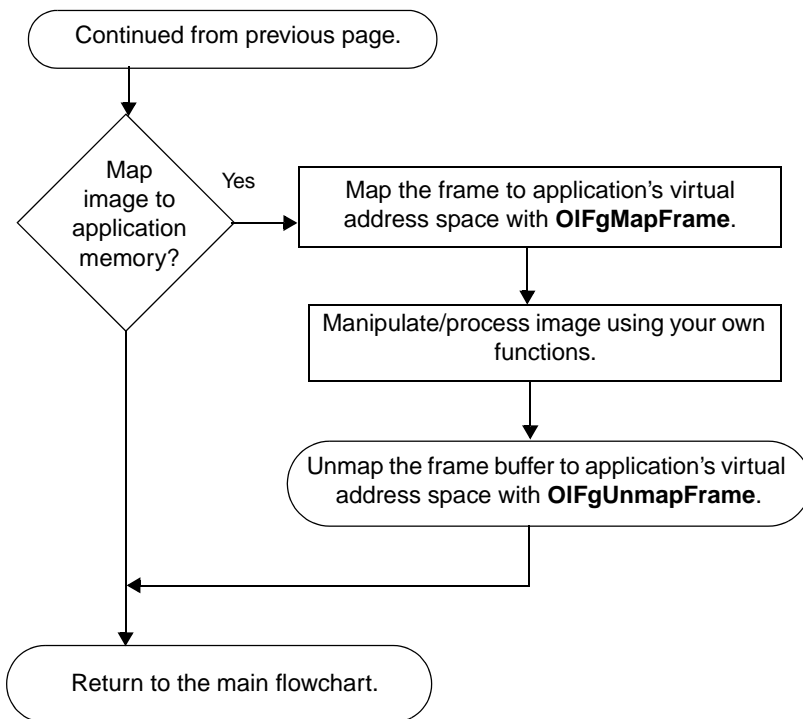 Continued from previous page.
Map
image to
application
memory?
Yes
Map the frame to application’s virtual
address space with OlFgMapFrame.
Manipulate/process image using your own
functions.
Unmap the frame buffer to application’s virtual
address space with OlFgUnmapFrame.
Return to the main flowchart.